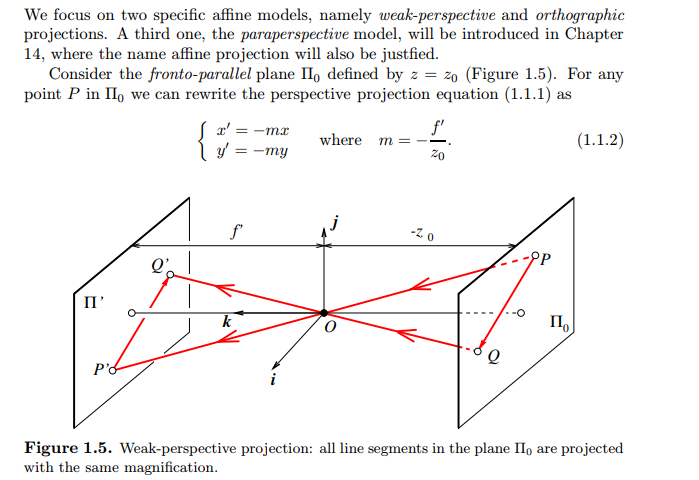 We focus on two specific affine models, namely weak-perspective and orthographic
projections. A third one, the paraperspective model, will be introduced in Chapter
14, where the name affine projection will also be justfied.
Consider the fronto-parallel plane Π₀ defined by z = z₀ (Figure 1.5). For any
point P in Π₀ we can rewrite the perspective projection equation (1.1.1) as
{ x′ = −mx
y′ = −my where m = −f′/z₀. (1.1.2)
f'
j
-z 0
Q'
P
Π'
k
O
Π₀
P'
i
Q
Figure 1.5. Weak-perspective projection: all line segments in the plane Π₀ are projected
with the same magnification.